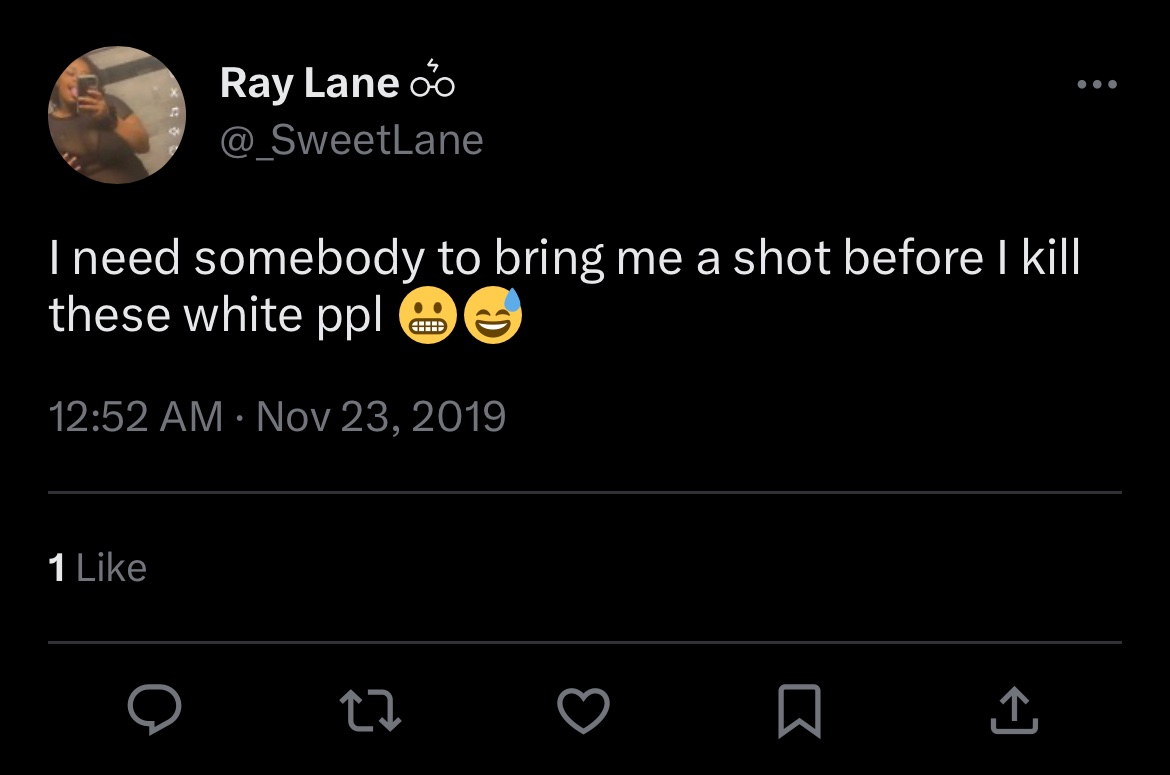 Ray Lane
@_SweetLane
I need somebody to bring me a shot before I kill
these white ppl 😬😅
12:52 AM · Nov 23, 2019
1 Like